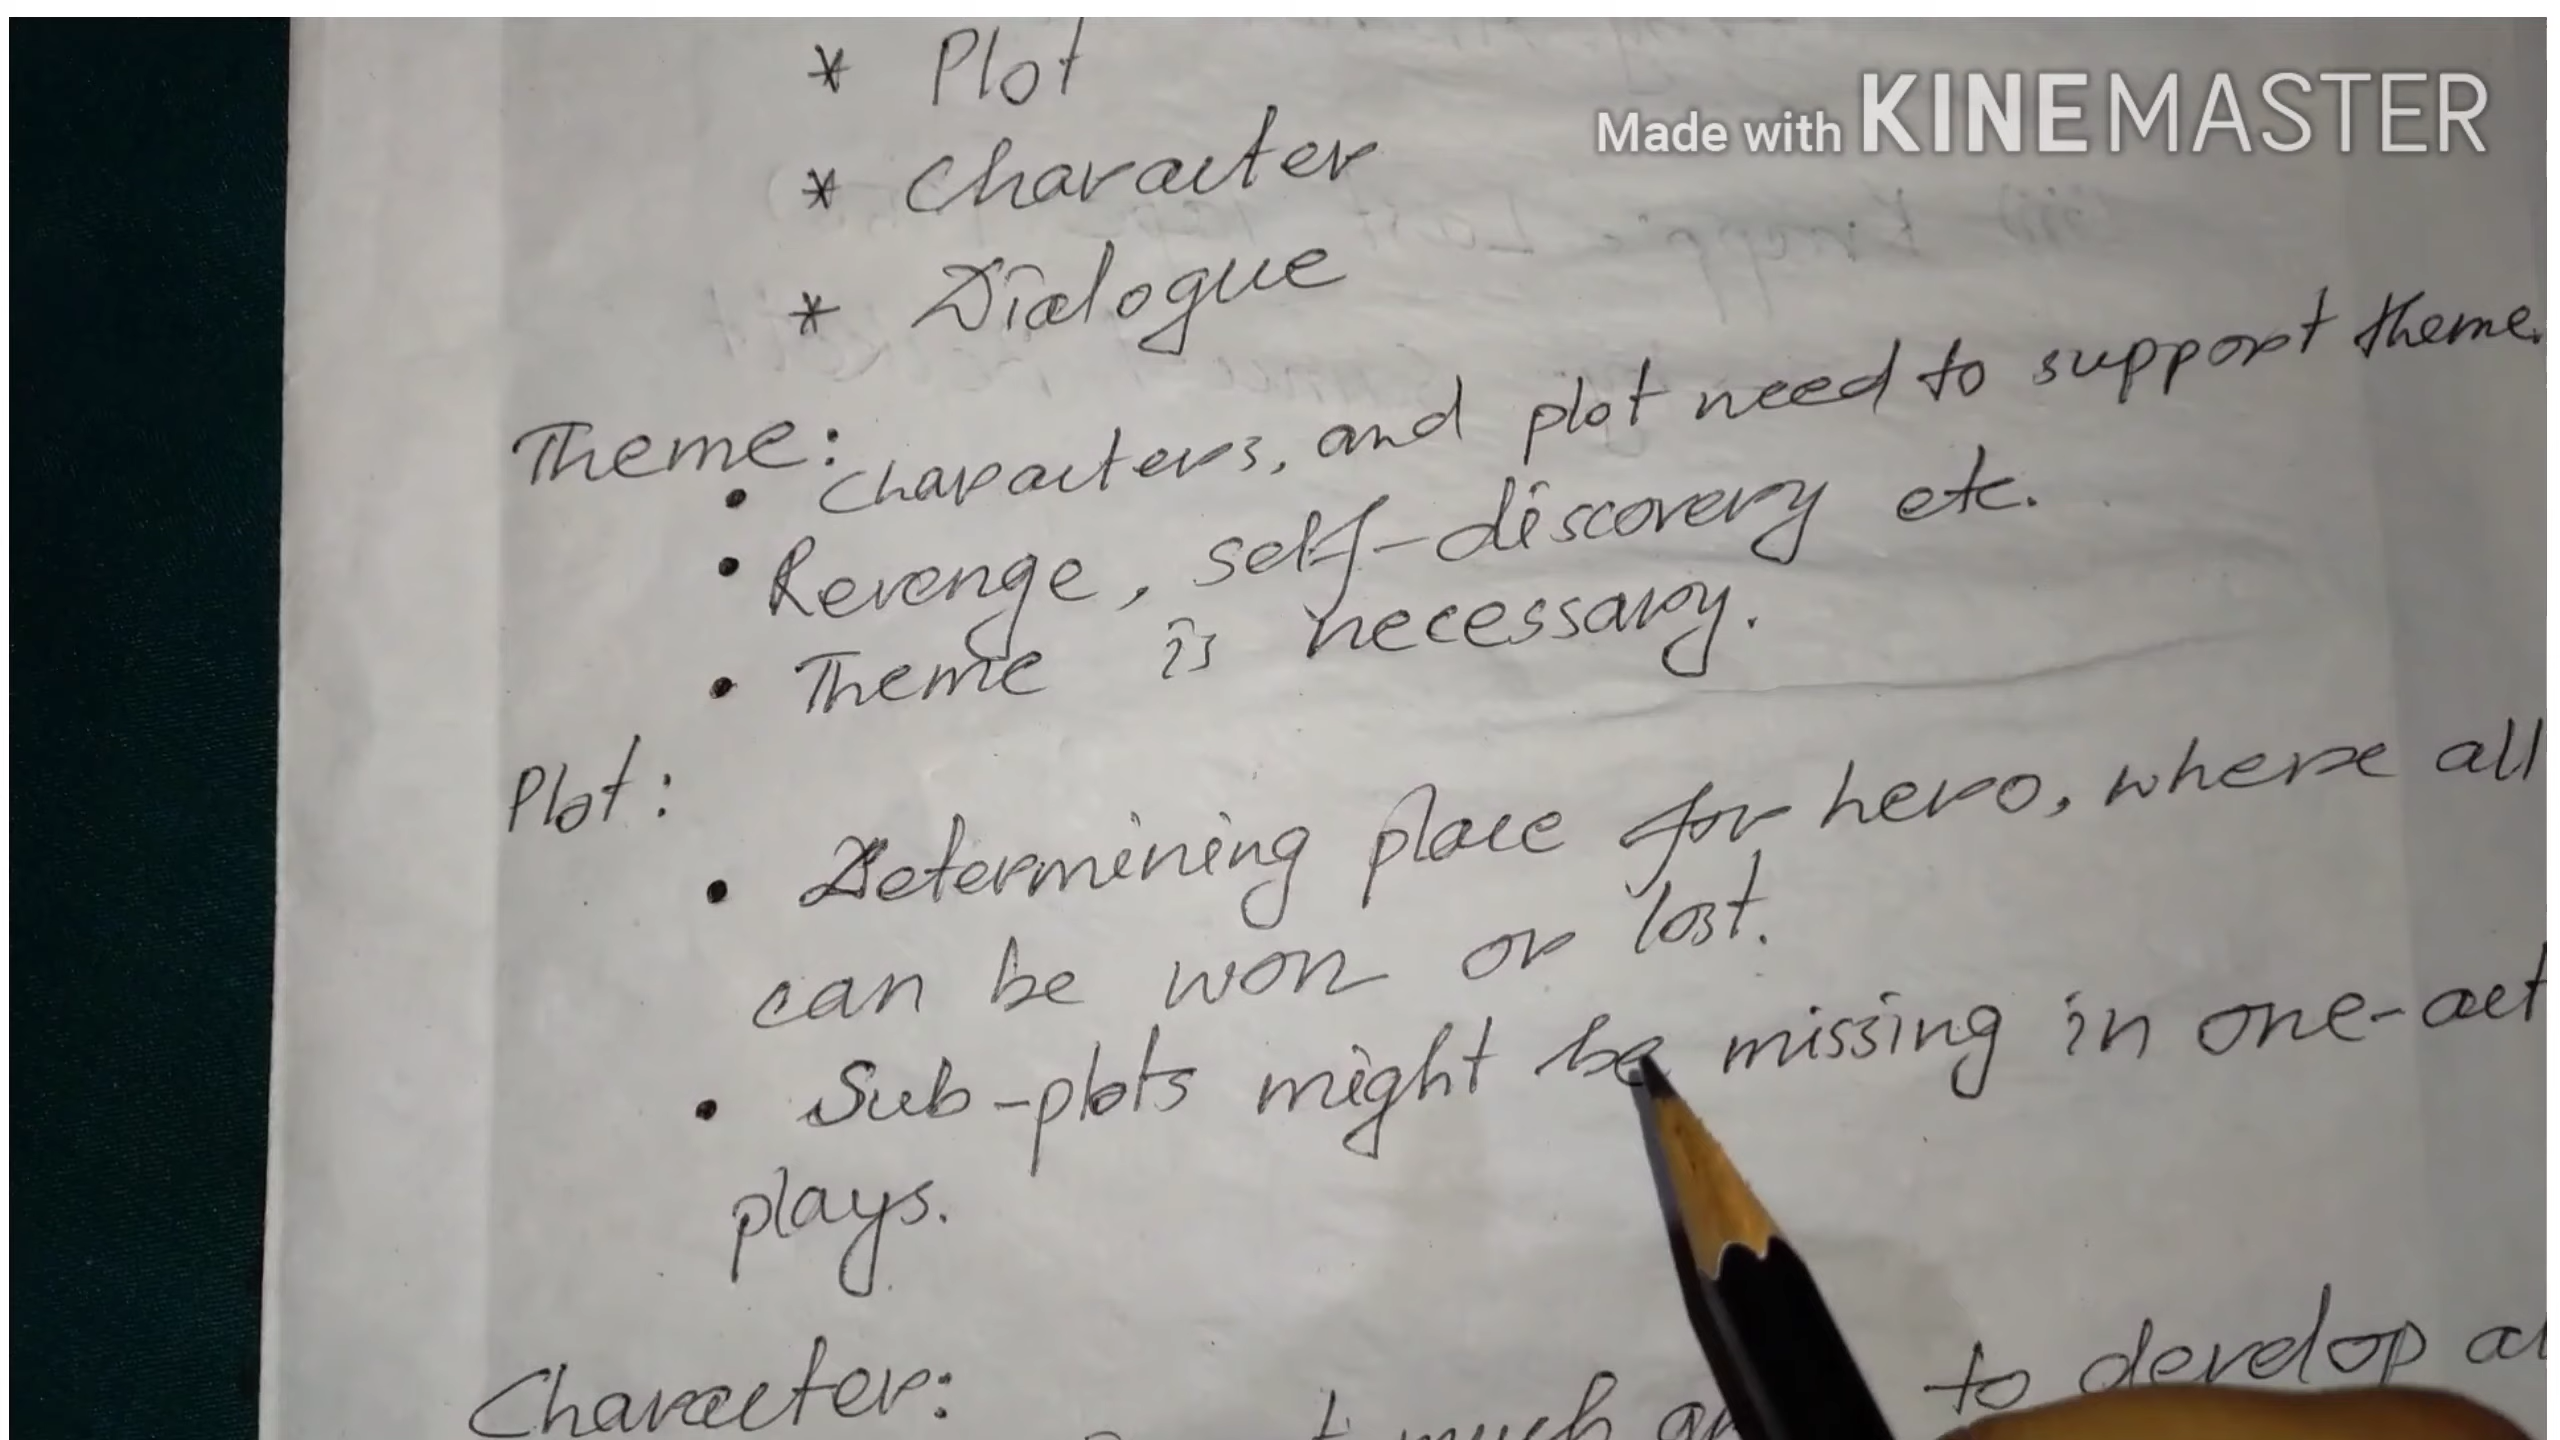 * Plot
Made with KINEMASTER
* Character
* Dialogue
Theme:
• Characters, and plot need to support theme.
• Revenge, self-discovery etc.
• Theme is necessary.
Plot:
• Determining place for hero, where all
can be won or lost.
• Sub-plots might be missing in one-act
plays.
Character:
much to develop